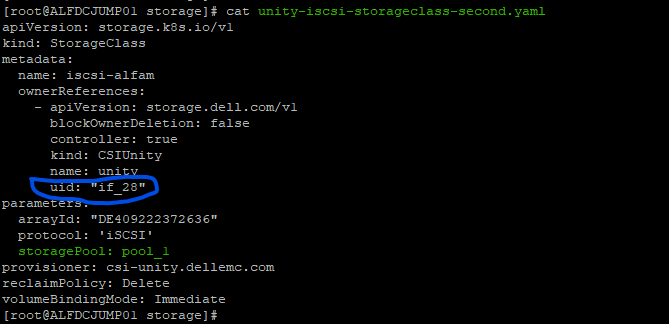 [root@ALFDCJUMP01 storage]# cat unity-iscsi-storageclass-second.yaml
apiVersion: storage.k8s.io/v1
kind: StorageClass
metadata:
  name: iscsi-alfam
  ownerReferences:
    - apiVersion: storage.dell.com/v1
      blockOwnerDeletion: false
      controller: true
      kind: CSIUnity
      name: unity
      uid: "if_28"
parameters:
  arrayId: "DE409222372636"
  protocol: 'iSCSI'
  storagePool: pool_1
provisioner: csi-unity.dellemc.com
reclaimPolicy: Delete
volumeBindingMode: Immediate
[root@ALFDCJUMP01 storage]#